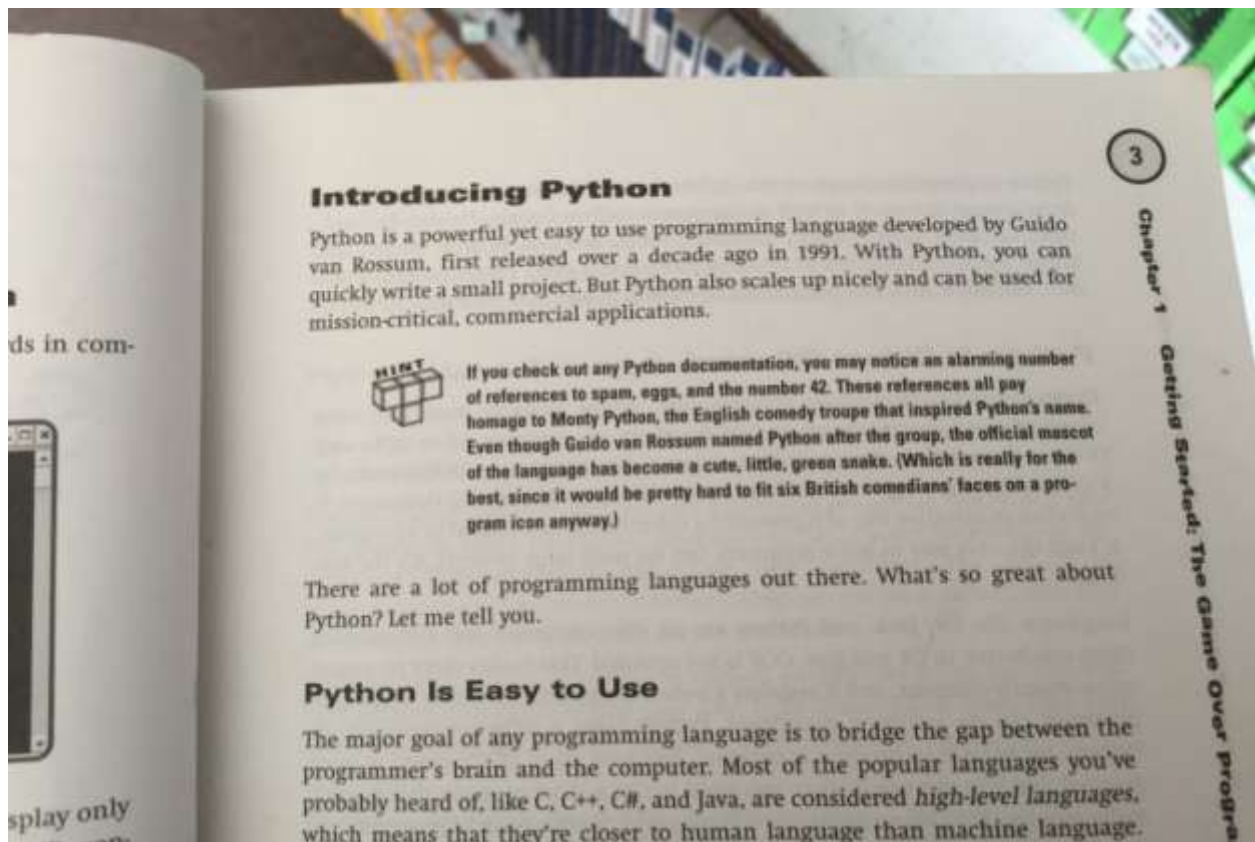 ds in com-
splay only
3
Chapter 1 Getting Started: The Game Over Progra
Introducing Python
Python is a powerful yet easy to use programming language developed by Guido
van Rossum, first released over a decade ago in 1991. With Python, you can
quickly write a small project. But Python also scales up nicely and can be used for
mission-critical, commercial applications.
HINT
If you check out any Python documentation, you may notice an alarming number
of references to spam, eggs, and the number 42. These references all pay
homage to Monty Python, the English comedy troupe that inspired Python's name.
Even though Guido van Rossum named Python after the group, the official mascot
of the language has become a cute, little, green snake. (Which is really for the
best, since it would be pretty hard to fit six British comedians' faces on a pro-
gram icon anyway.)
There are a lot of programming languages out there. What's so great about
Python? Let me tell you.
Python Is Easy to Use
The major goal of any programming language is to bridge the gap between the
programmer's brain and the computer. Most of the popular languages you've
probably heard of, like C, C++, C#, and Java, are considered high-level languages,
which means that they're closer to human language than machine language.